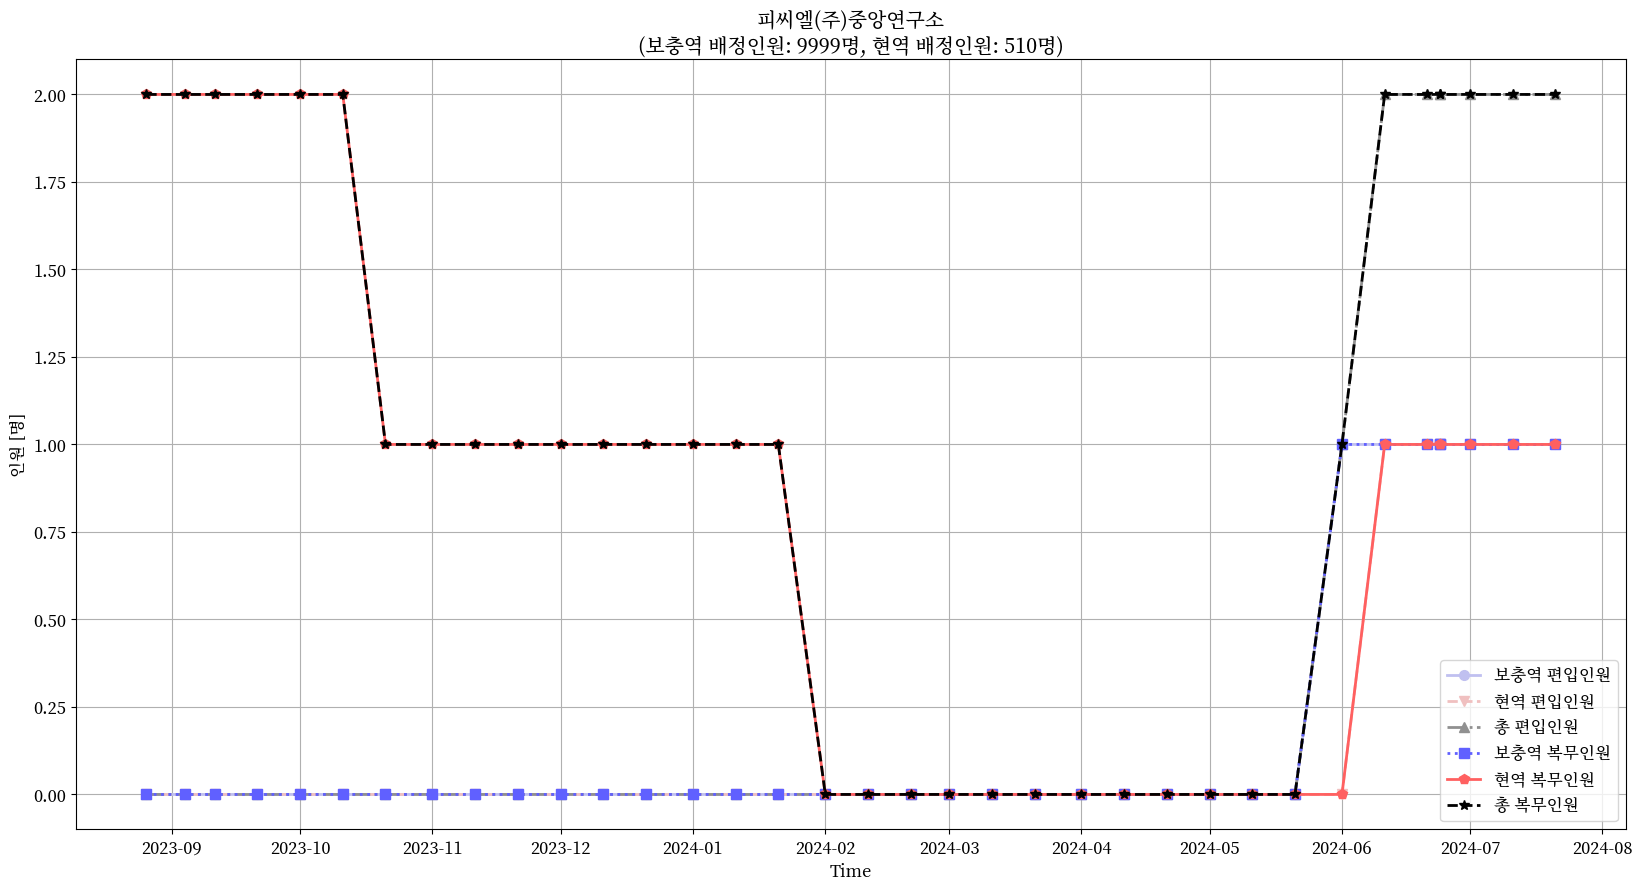 피씨엘(주)중앙연구소
(보충역 배정인원: 9999명, 현역 배정인원: 510명)
인원 [명]
2.00
1.75
1.50
1.25
1.00
0.75
0.50
0.25
0.00
보충역 편입인원
현역 편입인원
총 편입인원
보충역 복무인원
현역 복무인원
총 복무인원
2023-09
2023-10
2023-11
2023-12
2024-01
2024-02
2024-03
2024-04
2024-05
2024-06
2024-07
2024-08
Time